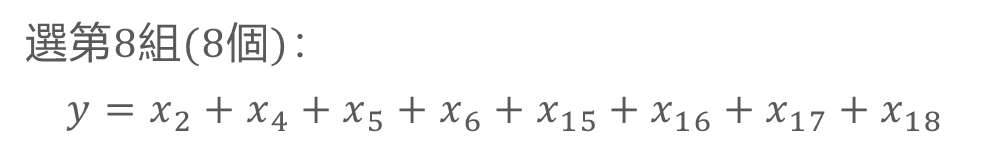 選第8組(8個)：
y = x₂ + x₄ + x₅ + x₆ + x₁₅ + x₁₆ + x₁₇ + x₁₈